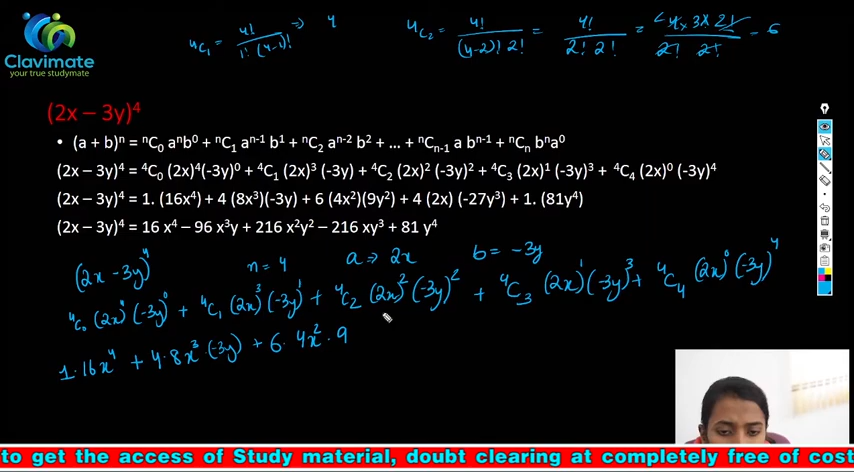 ⁴C₁ = 4! / 1! (4-1)! ⇒ 4
⁴C₂ = 4! / (4-2)! 2! = 4! / 2! 2! = 4 × 3 × 2! / 2! 2! = 6
Clavimate
your true studymate
(2x – 3y)⁴
• (a + b)ⁿ = ⁿC₀ aⁿb⁰ + ⁿC₁ aⁿ⁻¹ b¹ + ⁿC₂ aⁿ⁻² b² + ... + ⁿCₙ₋₁ a bⁿ⁻¹ + ⁿCₙ bⁿa⁰
(2x – 3y)⁴ = ⁴C₀ (2x)⁴(-3y)⁰ + ⁴C₁ (2x)³ (-3y) + ⁴C₂ (2x)² (-3y)² + ⁴C₃ (2x)¹ (-3y)³ + ⁴C₄ (2x)⁰ (-3y)⁴
(2x – 3y)⁴ = 1. (16x⁴) + 4 (8x³)(-3y) + 6 (4x²)(9y²) + 4 (2x) (-27y³) + 1. (81y⁴)
(2x – 3y)⁴ = 16 x⁴ – 96 x³y + 216 x²y² – 216 xy³ + 81 y⁴
(2x - 3y)⁴ n = 4 a ⇒ 2x b = -3y
⁴C₀ (2x)⁴ (-3y)⁰ + ⁴C₁ (2x)³ (-3y)¹ + ⁴C₂ (2x)² (-3y)² + ⁴C₃ (2x)¹ (-3y)³ + ⁴C₄ (2x)⁰ (-3y)⁴
1. 16x⁴ + 4. 8x³ . (-3y) + 6. 4x² . 9
to get the access of Study material, doubt clearing at completely free of cost